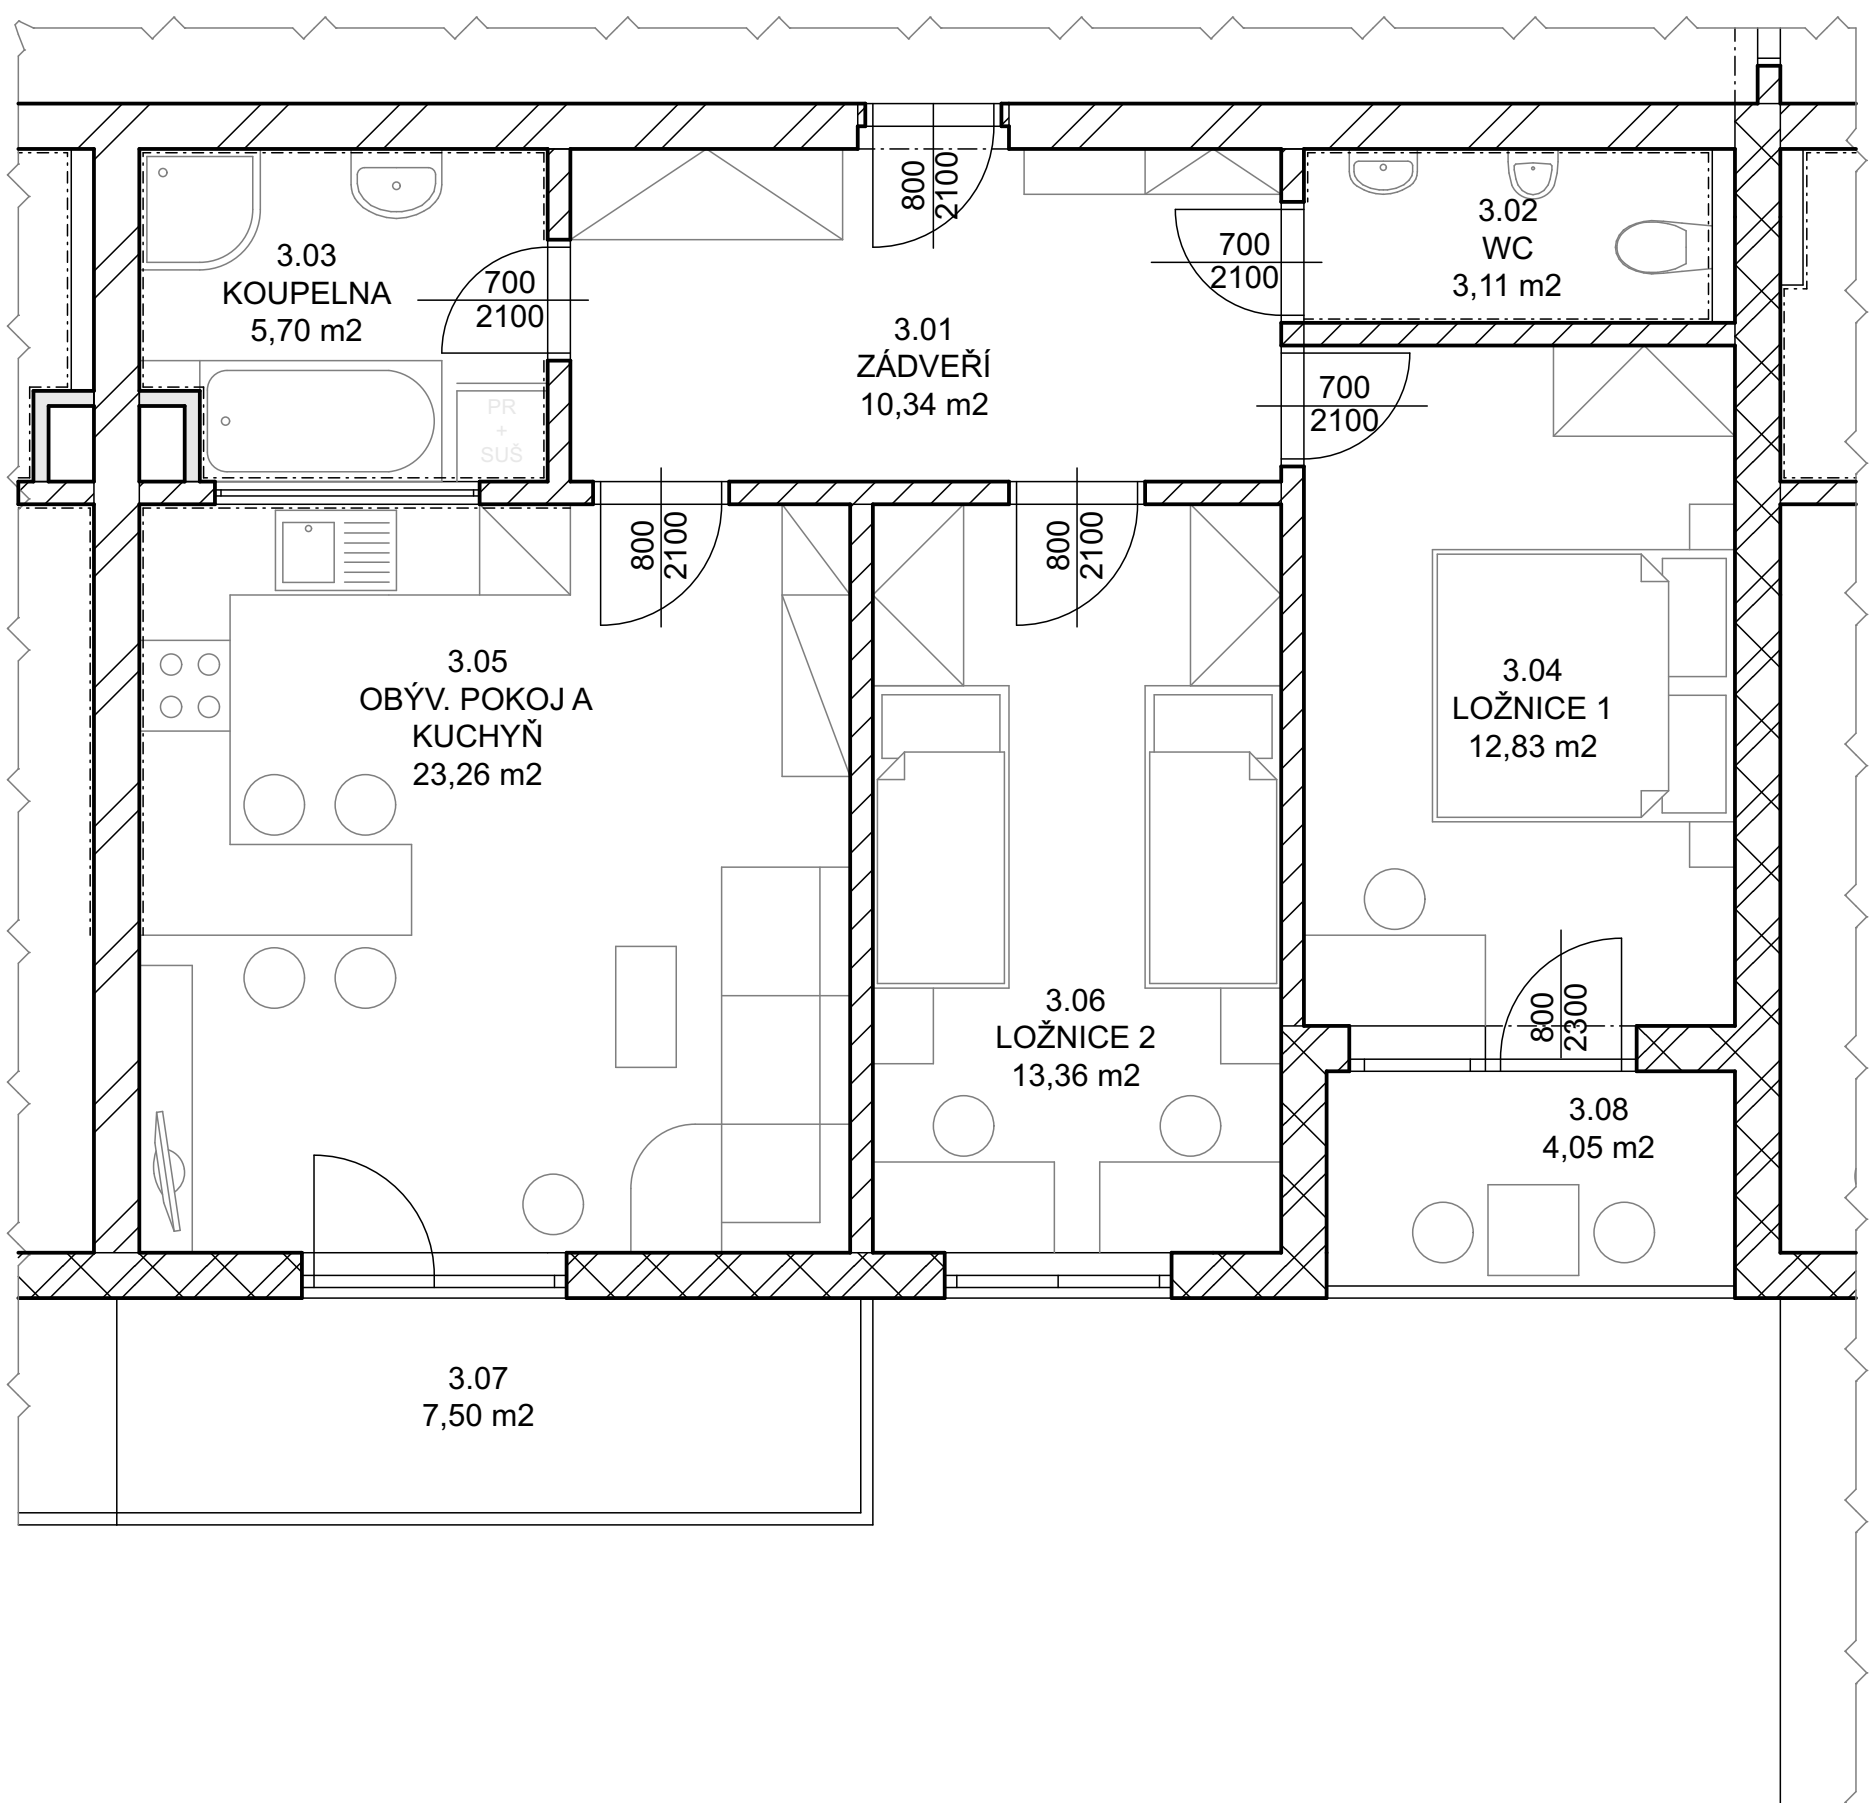 800
2100
3.03
KOUPELNA
5,70 m2
700
2100
3.01
ZÁDVEŘÍ
10,34 m2
700
2100
3.02
WC
3,11 m2
700
2100
PR
+
SUŠ
800
2100
800
2100
3.05
OBÝV. POKOJ A
KUCHYŇ
23,26 m2
3.04
LOŽNICE 1
12,83 m2
3.06
LOŽNICE 2
13,36 m2
800
2300
3.08
4,05 m2
3.07
7,50 m2